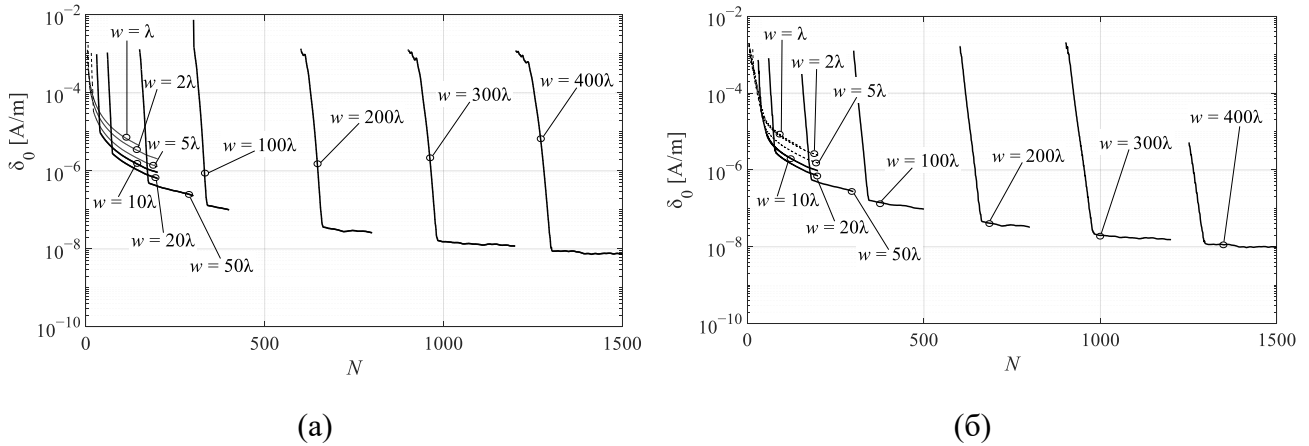 10⁻²
10⁻⁴
10⁻⁶
10⁻⁸
10⁻¹⁰
δ₀ [A/m]
w = λ
w = 2λ
w = 5λ
w = 10λ
w = 20λ
w = 50λ
w = 100λ
w = 200λ
w = 300λ
w = 400λ
0 500 1000 1500
N
(а)
10⁻²
10⁻⁴
10⁻⁶
10⁻⁸
10⁻¹⁰
δ₀ [A/m]
w = λ
w = 2λ
w = 5λ
w = 10λ
w = 20λ
w = 50λ
w = 100λ
w = 200λ
w = 300λ
w = 400λ
0 500 1000 1500
N
(б)